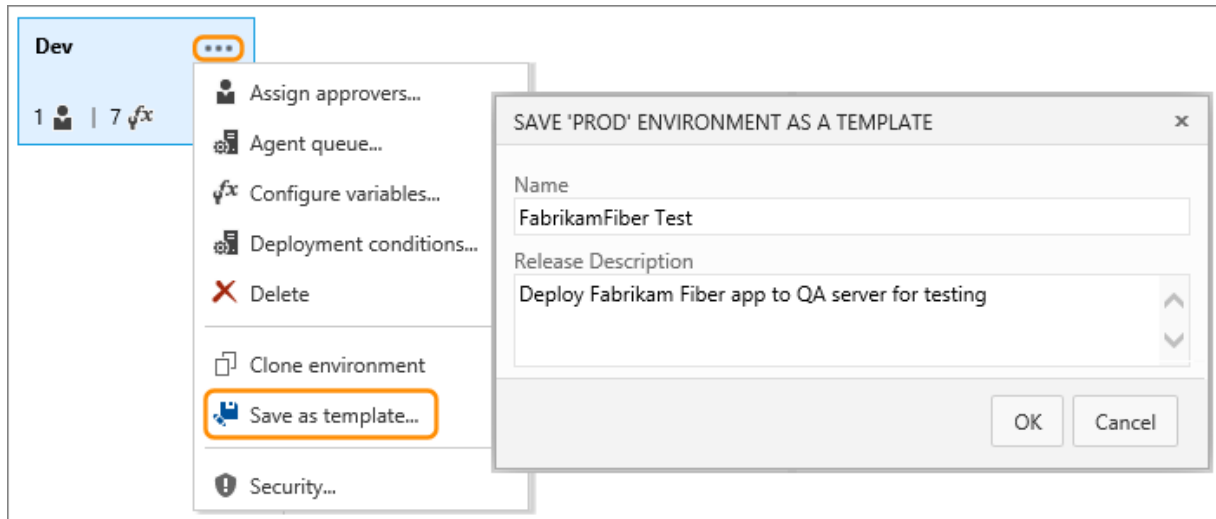 Dev
...
1 | 7 fx
Assign approvers...
Agent queue...
fx Configure variables...
Deployment conditions...
Delete
Clone environment
Save as template...
Security...
SAVE 'PROD' ENVIRONMENT AS A TEMPLATE
Name
FabrikamFiber Test
Release Description
Deploy Fabrikam Fiber app to QA server for testing
OK Cancel